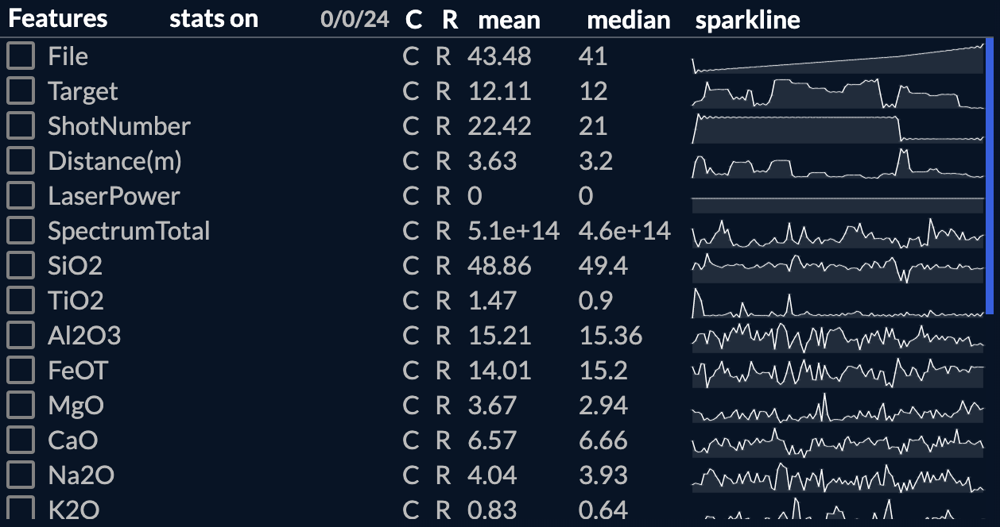 Features stats on 0/0/24 C R mean median sparkline
File C R 43.48 41
Target C R 12.11 12
ShotNumber C R 22.42 21
Distance(m) C R 3.63 3.2
LaserPower C R 0 0
SpectrumTotal C R 5.1e+14 4.6e+14
SiO2 C R 48.86 49.4
TiO2 C R 1.47 0.9
Al2O3 C R 15.21 15.36
FeOT C R 14.01 15.2
MgO C R 3.67 2.94
CaO C R 6.57 6.66
Na2O C R 4.04 3.93
K2O C R 0.83 0.64